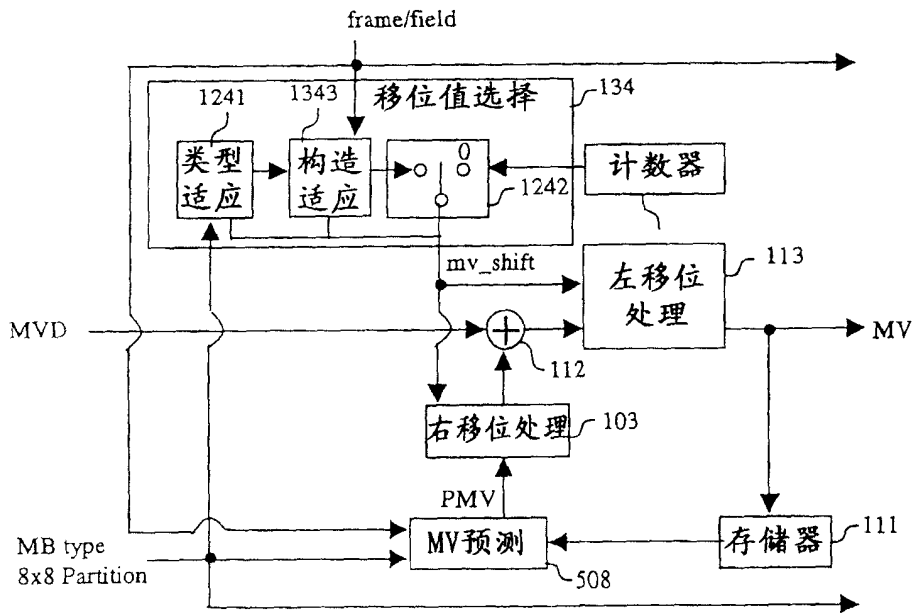 frame/field
1241
1343
移位值选择
134
类型
适应
构造
适应
0
1242
计数器
mv_shift
左移位
处理
113
MVD
112
MV
右移位处理
103
PMV
MB type
8x8 Partition
MV预测
508
存储器
111